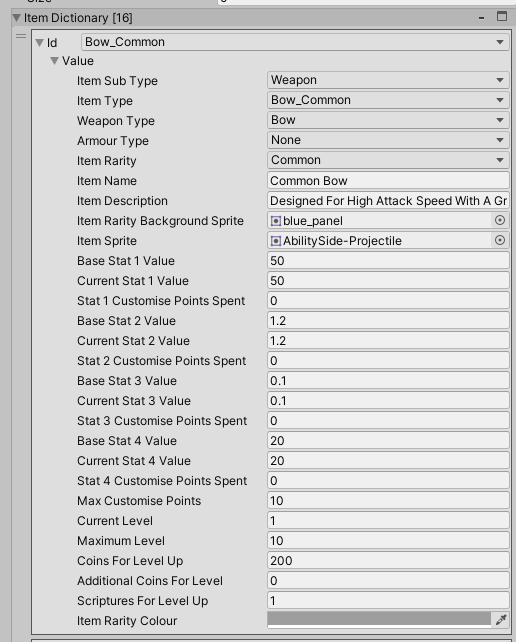 Item Dictionary [16]
Id Bow_Common
Value
Item Sub Type Weapon
Item Type Bow_Common
Weapon Type Bow
Armour Type None
Item Rarity Common
Item Name Common Bow
Item Description Designed For High Attack Speed With A Gr
Item Rarity Background Sprite blue_panel
Item Sprite AbilitySide-Projectile
Base Stat 1 Value 50
Current Stat 1 Value 50
Stat 1 Customise Points Spent 0
Base Stat 2 Value 1.2
Current Stat 2 Value 1.2
Stat 2 Customise Points Spent 0
Base Stat 3 Value 0.1
Current Stat 3 Value 0.1
Stat 3 Customise Points Spent 0
Base Stat 4 Value 20
Current Stat 4 Value 20
Stat 4 Customise Points Spent 0
Max Customise Points 10
Current Level 1
Maximum Level 10
Coins For Level Up 200
Additional Coins For Level 0
Scriptures For Level Up 1
Item Rarity Colour